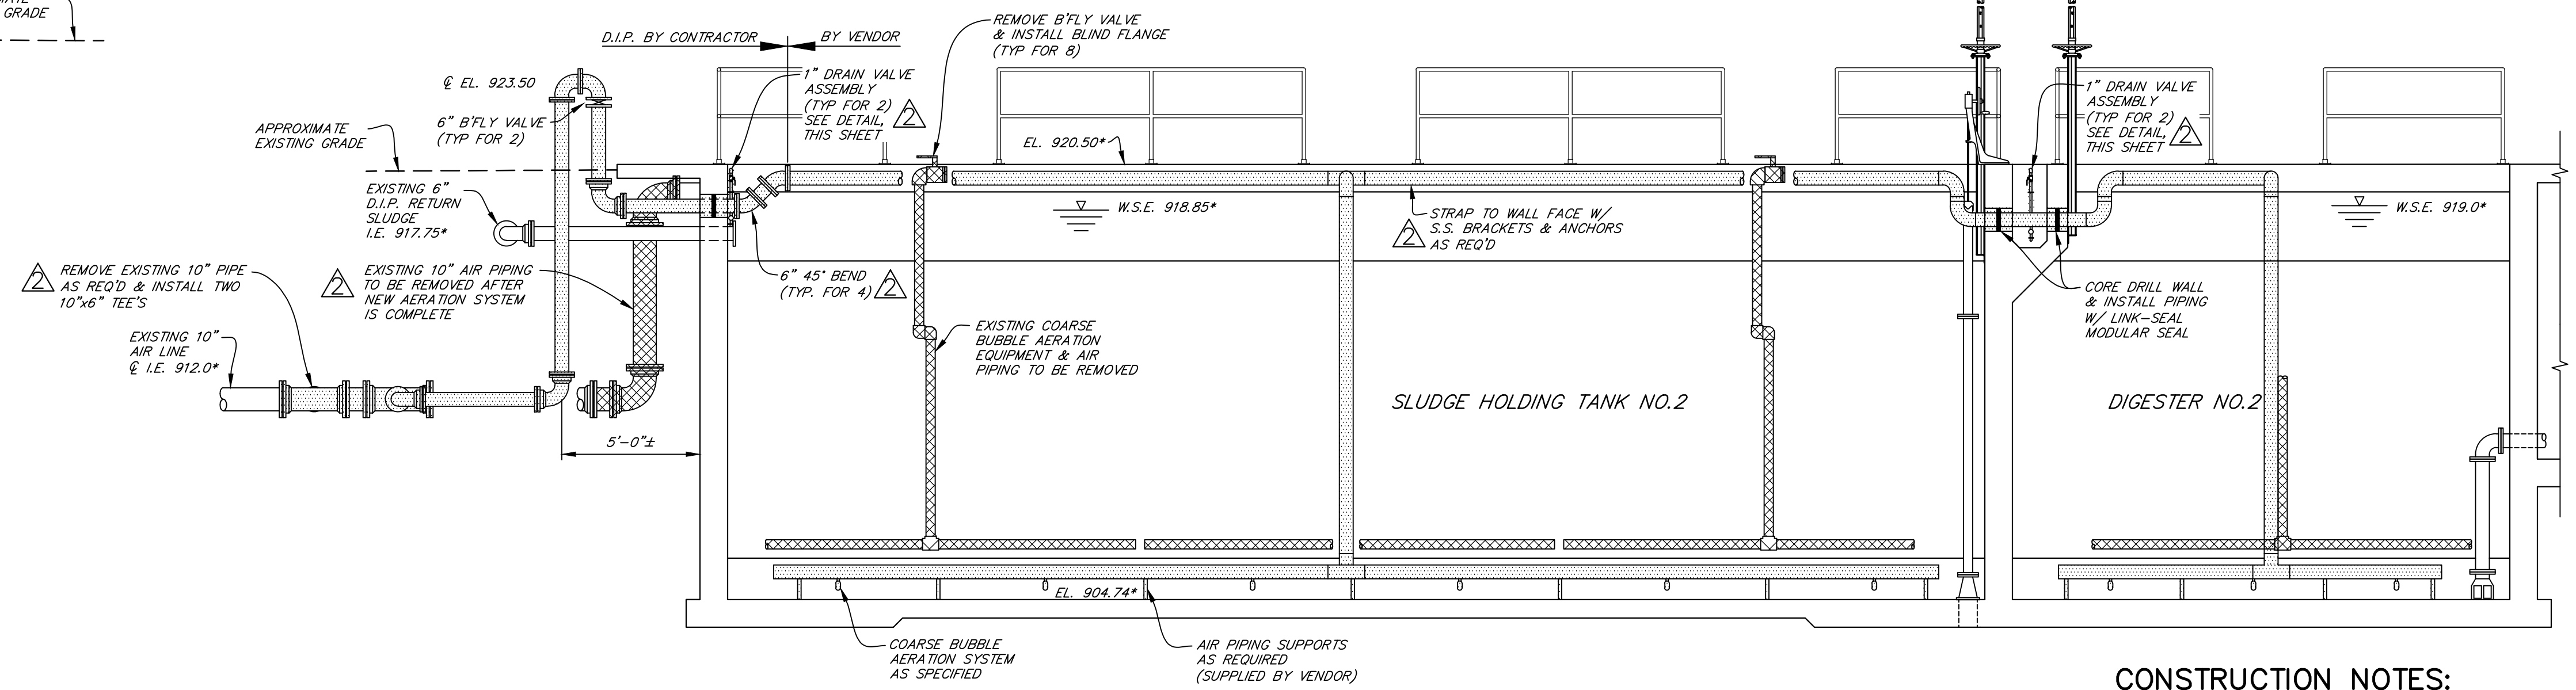 GRADE
D.I.P. BY CONTRACTOR
BY VENDOR
REMOVE B'FLY VALVE
& INSTALL BLIND FLANGE
(TYP FOR 8)
℄ EL. 923.50
6" B'FLY VALVE
(TYP FOR 2)
1" DRAIN VALVE
ASSEMBLY
(TYP FOR 2)
SEE DETAIL,
THIS SHEET
2
APPROXIMATE
EXISTING GRADE
EL. 920.50*
1" DRAIN VALVE
ASSEMBLY
(TYP FOR 2)
SEE DETAIL,
THIS SHEET
2
EXISTING 6"
D.I.P. RETURN
SLUDGE
I.E. 917.75*
W.S.E. 918.85*
2
STRAP TO WALL FACE W/
S.S. BRACKETS & ANCHORS
AS REQ'D
W.S.E. 919.0*
2
REMOVE EXISTING 10" PIPE
AS REQ'D & INSTALL TWO
10"x6" TEE'S
2
EXISTING 10" AIR PIPING
TO BE REMOVED AFTER
NEW AERATION SYSTEM
IS COMPLETE
6" 45° BEND
(TYP. FOR 4)
2
CORE DRILL WALL
& INSTALL PIPING
W/ LINK-SEAL
MODULAR SEAL
EXISTING 10"
AIR LINE
℄ I.E. 912.0*
EXISTING COARSE
BUBBLE AERATION
EQUIPMENT & AIR
PIPING TO BE REMOVED
SLUDGE HOLDING TANK NO.2
DIGESTER NO.2
5'-0"±
EL. 904.74*
COARSE BUBBLE
AERATION SYSTEM
AS SPECIFIED
AIR PIPING SUPPORTS
AS REQUIRED
(SUPPLIED BY VENDOR)
CONSTRUCTION NOTES: